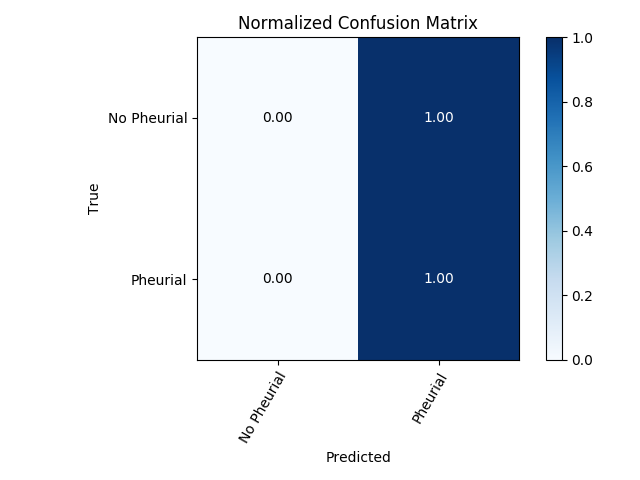 Normalized Confusion Matrix
1.0
0.8
0.6
0.4
0.2
0.0
True
No Pheurial
0.00 1.00
Pheurial
0.00 1.00
No Pheurial
Pheurial
Predicted